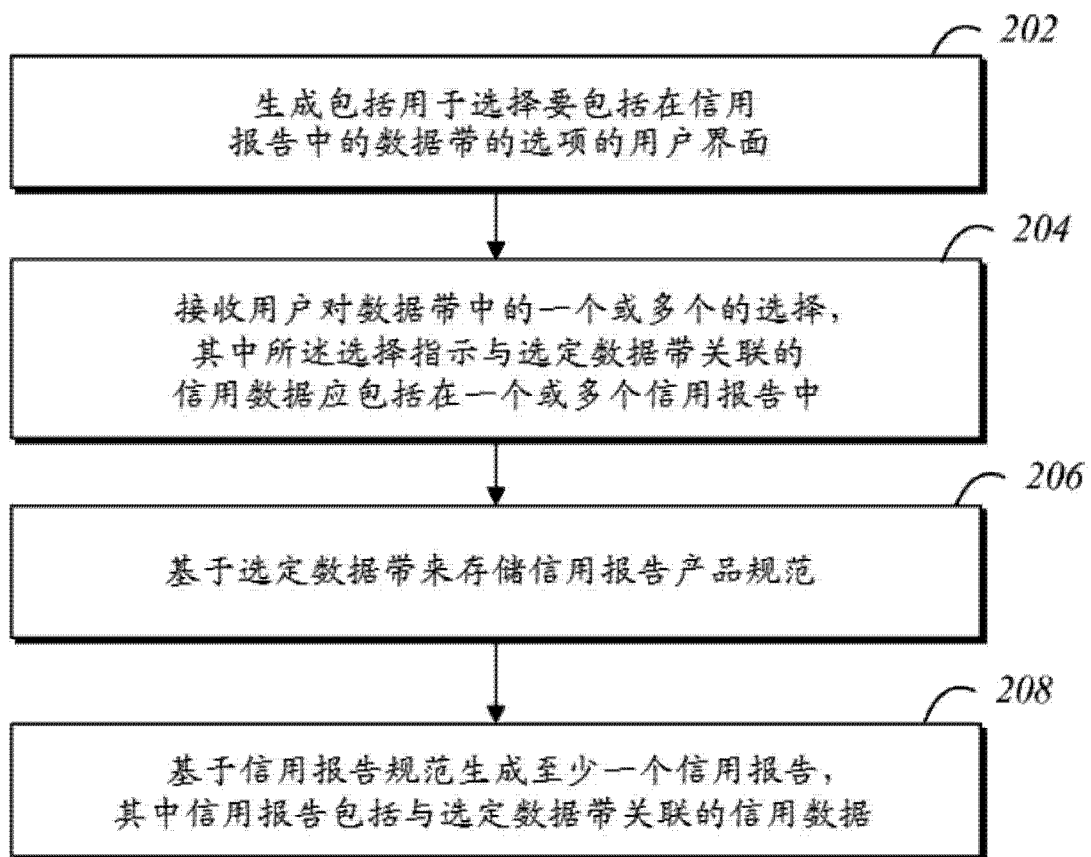 202
生成包括用于选择要包括在信用
报告中的数据带的选项的用户界面
204
接收用户对数据带中的一个或多个的选择,
其中所述选择指示与选定数据带关联的
信用数据应包括在一个或多个信用报告中
206
基于选定数据带来存储信用报告产品规范
208
基于信用报告规范生成至少一个信用报告,
其中信用报告包括与选定数据带关联的信用数据